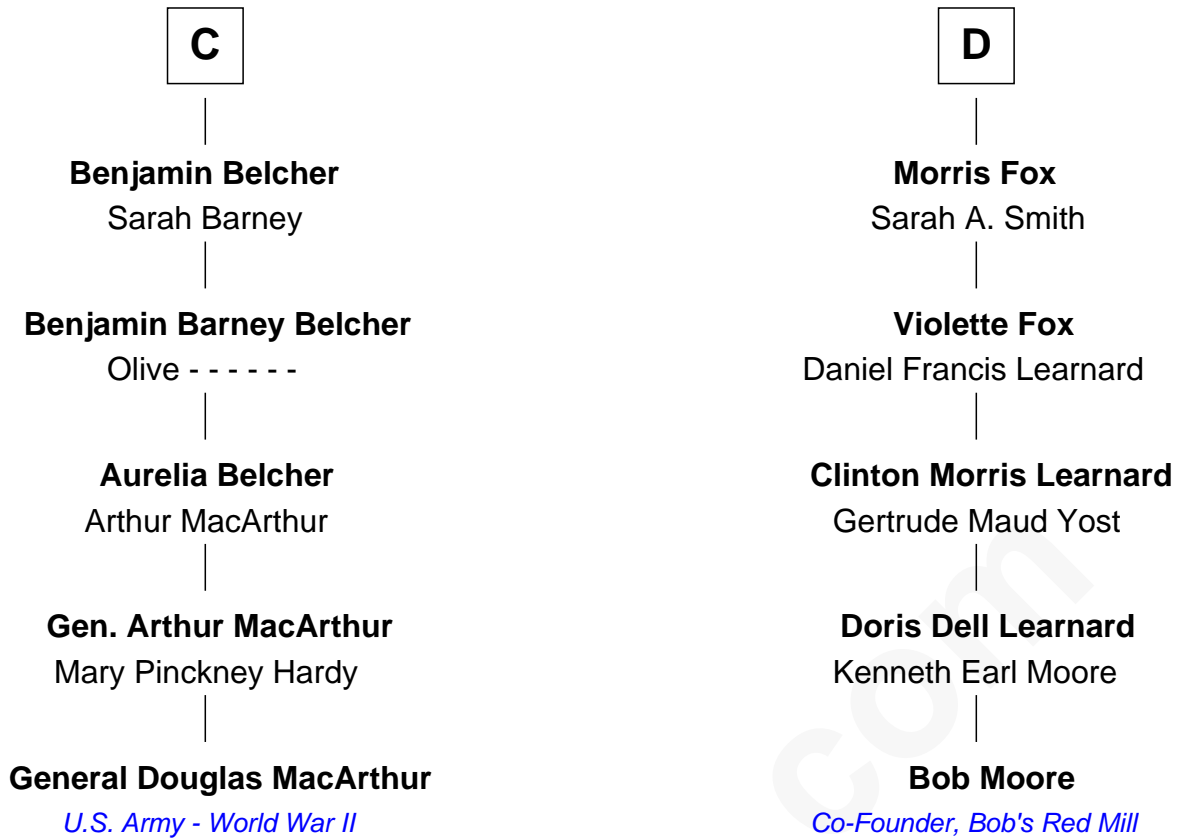 C
Benjamin Belcher
Sarah Barney
Benjamin Barney Belcher
Olive - - - - - -
Aurelia Belcher
Arthur MacArthur
Gen. Arthur MacArthur
Mary Pinckney Hardy
General Douglas MacArthur
U.S. Army - World War II
D
Morris Fox
Sarah A. Smith
Violette Fox
Daniel Francis Learnard
Clinton Morris Learnard
Gertrude Maud Yost
Doris Dell Learnard
Kenneth Earl Moore
Bob Moore
Co-Founder, Bob's Red Mill
com